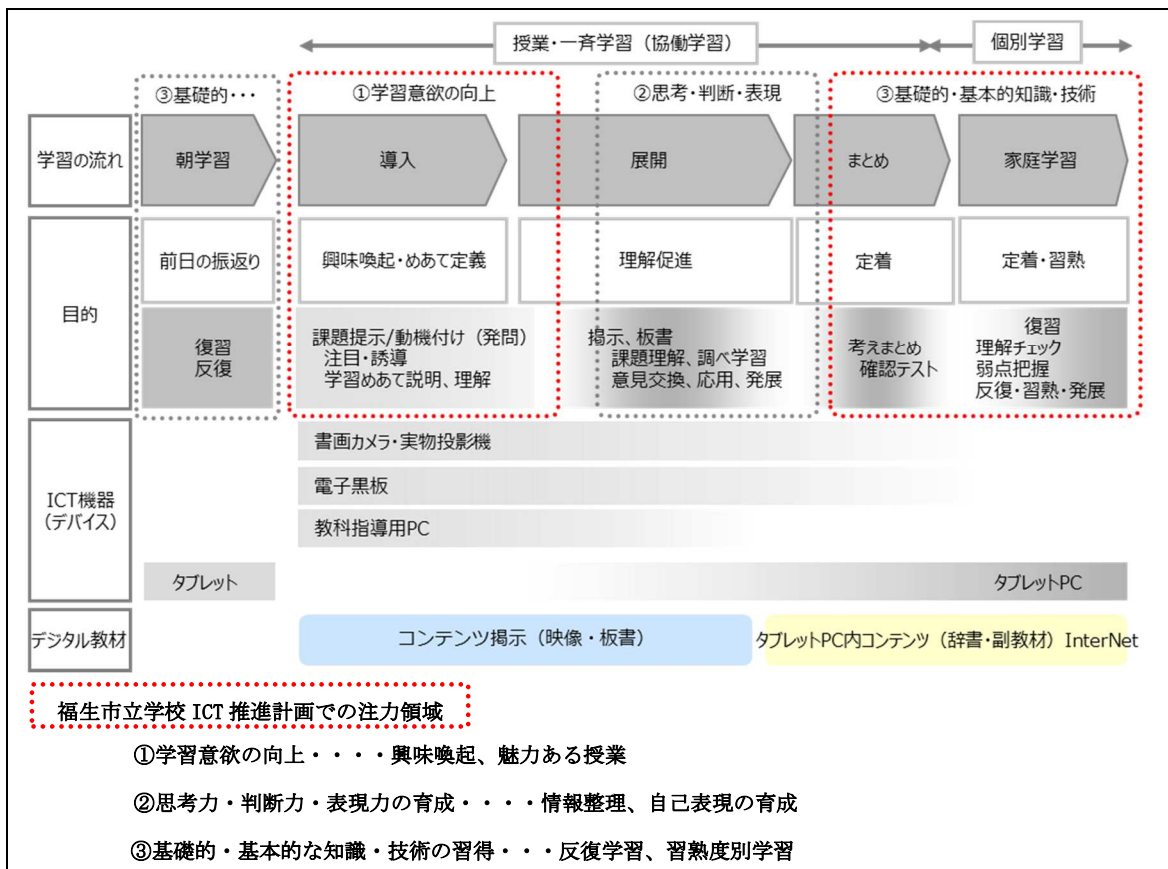 授業・一斉学習（協働学習）
個別学習
③基礎的・・・
①学習意欲の向上
②思考・判断・表現
③基礎的・基本的知識・技術
学習の流れ
朝学習
導入
展開
まとめ
家庭学習
目的
前日の振返り
興味喚起・めあて定義
理解促進
定着
定着・習熟
復習
反復
課題提示/動機付け（発問）
注目・誘導
学習めあて説明、理解
掲示、板書
課題理解、調べ学習
意見交換、応用、発展
考えまとめ
確認テスト
復習
理解チェック
弱点把握
反復・習熟・発展
ICT機器
（デバイス）
書画カメラ・実物投影機
電子黒板
教科指導用PC
タブレット
タブレットPC
デジタル教材
コンテンツ掲示（映像・板書）
タブレットPC内コンテンツ（辞書・副教材）InterNet
福生市立学校 ICT 推進計画での注力領域
①学習意欲の向上・・・・興味喚起、魅力ある授業
②思考力・判断力・表現力の育成・・・・情報整理、自己表現の育成
③基礎的・基本的な知識・技術の習得・・・反復学習、習熟度別学習